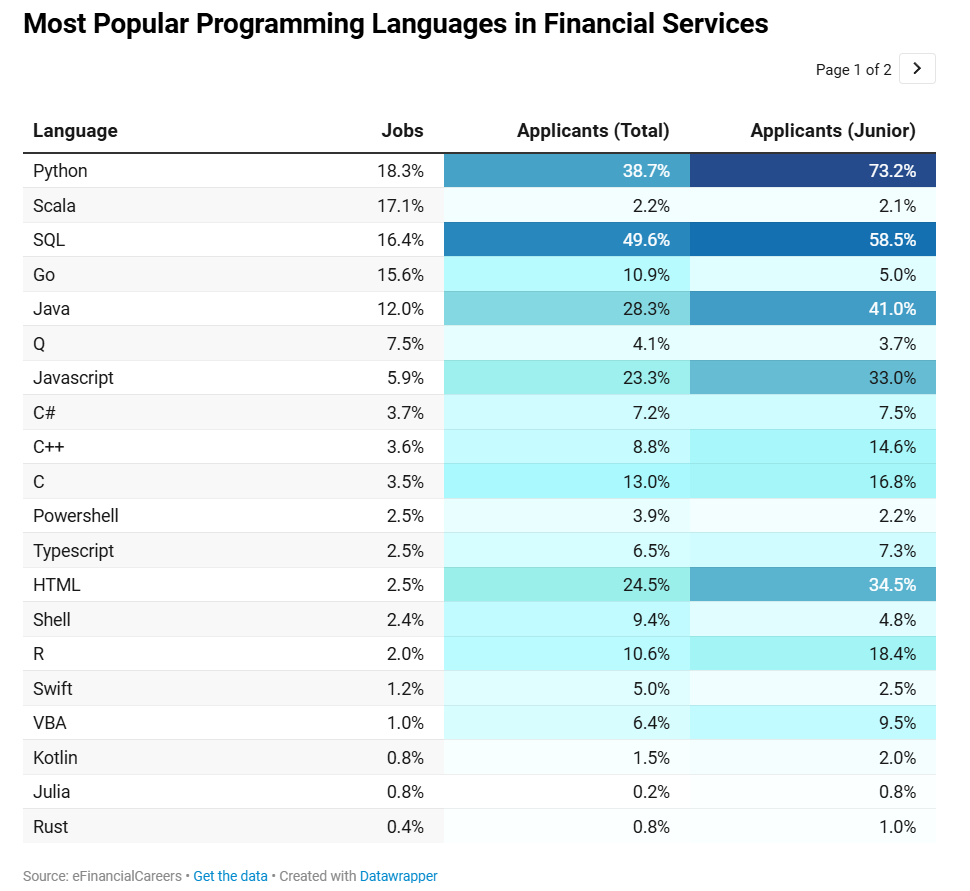 Most Popular Programming Languages in Financial Services
Page 1 of 2
Language Jobs Applicants (Total) Applicants (Junior)
Python 18.3% 38.7% 73.2%
Scala 17.1% 2.2% 2.1%
SQL 16.4% 49.6% 58.5%
Go 15.6% 10.9% 5.0%
Java 12.0% 28.3% 41.0%
Q 7.5% 4.1% 3.7%
Javascript 5.9% 23.3% 33.0%
C# 3.7% 7.2% 7.5%
C++ 3.6% 8.8% 14.6%
C 3.5% 13.0% 16.8%
Powershell 2.5% 3.9% 2.2%
Typescript 2.5% 6.5% 7.3%
HTML 2.5% 24.5% 34.5%
Shell 2.4% 9.4% 4.8%
R 2.0% 10.6% 18.4%
Swift 1.2% 5.0% 2.5%
VBA 1.0% 6.4% 9.5%
Kotlin 0.8% 1.5% 2.0%
Julia 0.8% 0.2% 0.8%
Rust 0.4% 0.8% 1.0%
Source: eFinancialCareers • Get the data • Created with Datawrapper